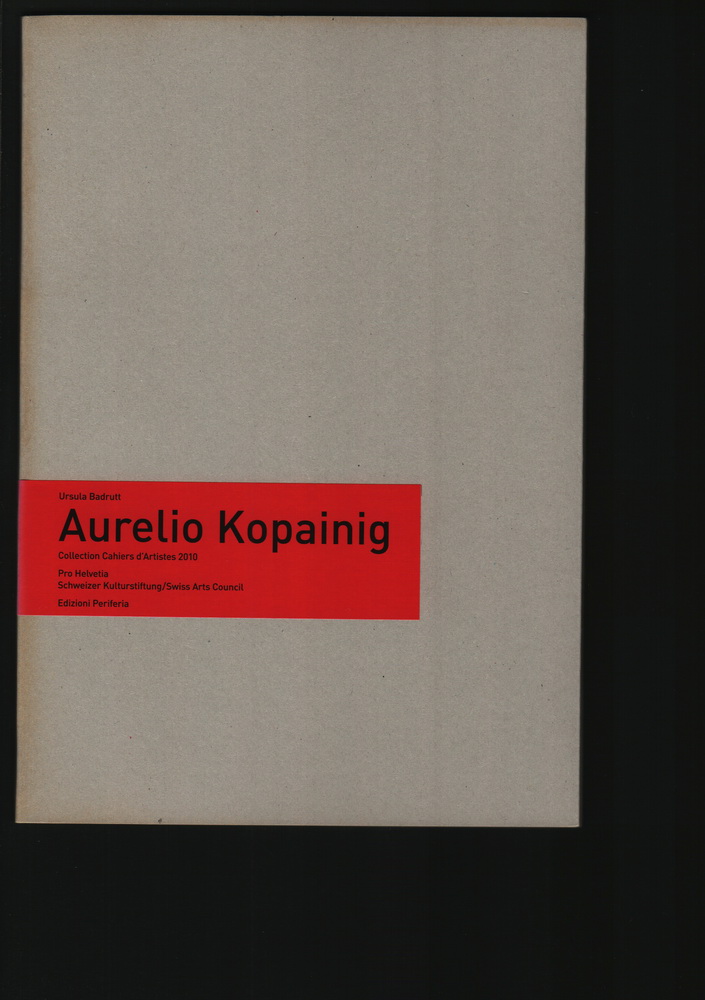 Ursula Badrutt
Aurelio Kopainig
Collection Cahiers d'Artistes 2010
Pro Helvetia
Schweizer Kulturstiftung/Swiss Arts Council
Edizioni Periferia